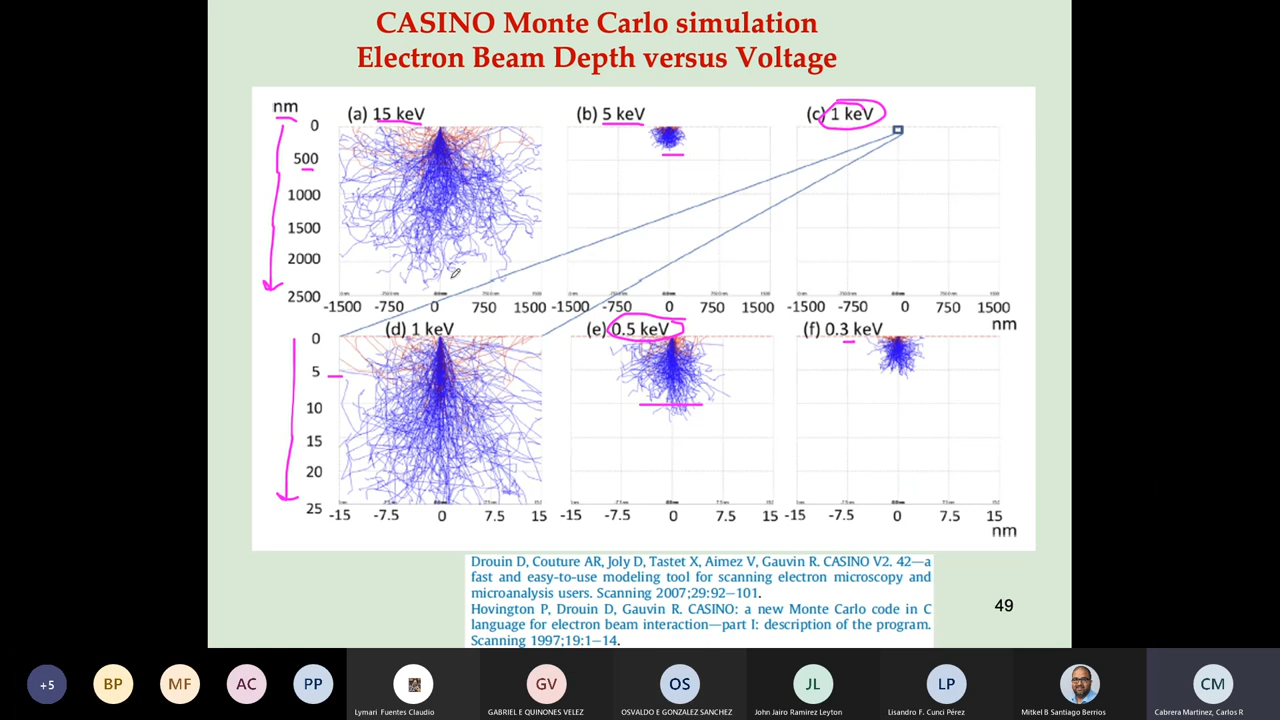 CASINO Monte Carlo simulation
Electron Beam Depth versus Voltage
nm
(a) 15 keV
(b) 5 keV
(c) 1 keV
0
500
1000
1500
2000
2500
-1500 -750 0 750 1500
-1500 -750 0 750 1500
-1500 -750 0 750 1500
nm
(d) 1 keV
(e) 0.5 keV
(f) 0.3 keV
0
5
10
15
20
25
-15 -7.5 0 7.5 15
-15 -7.5 0 7.5 15
-15 -7.5 0 7.5 15
nm
Drouin D, Couture AR, Joly D, Tastet X, Aimez V, Gauvin R. CASINO V2. 42—a
fast and easy-to-use modeling tool for scanning electron microscopy and
microanalysis users. Scanning 2007;29:92–101.
Hovington P, Drouin D, Gauvin R. CASINO: a new Monte Carlo code in C
language for electron beam interaction—part I: description of the program.
Scanning 1997;19:1–14.
49
+5
BP
MF
AC
PP
GV
OS
JL
LP
CM
Lymari Fuentes Claudio
GABRIEL E QUINONES VELEZ
OSVALDO E GONZALEZ SANCHEZ
John Jairo Ramirez Leyton
Lisandro F. Cunci Pérez
Mitkel B Santiago Berrios
Cabrera Martinez, Carlos R